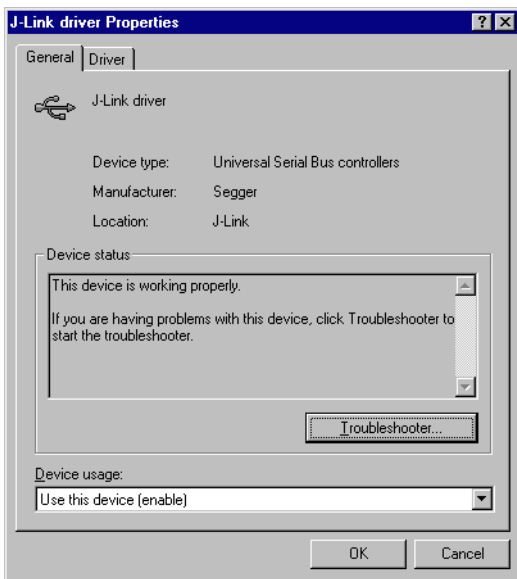 J-Link driver Properties
General Driver
J-Link driver
Device type: Universal Serial Bus controllers
Manufacturer: Segger
Location: J-Link
Device status
This device is working properly.
If you are having problems with this device, click Troubleshooter to
start the troubleshooter.
Troubleshooter...
Device usage:
Use this device (enable)
OK Cancel